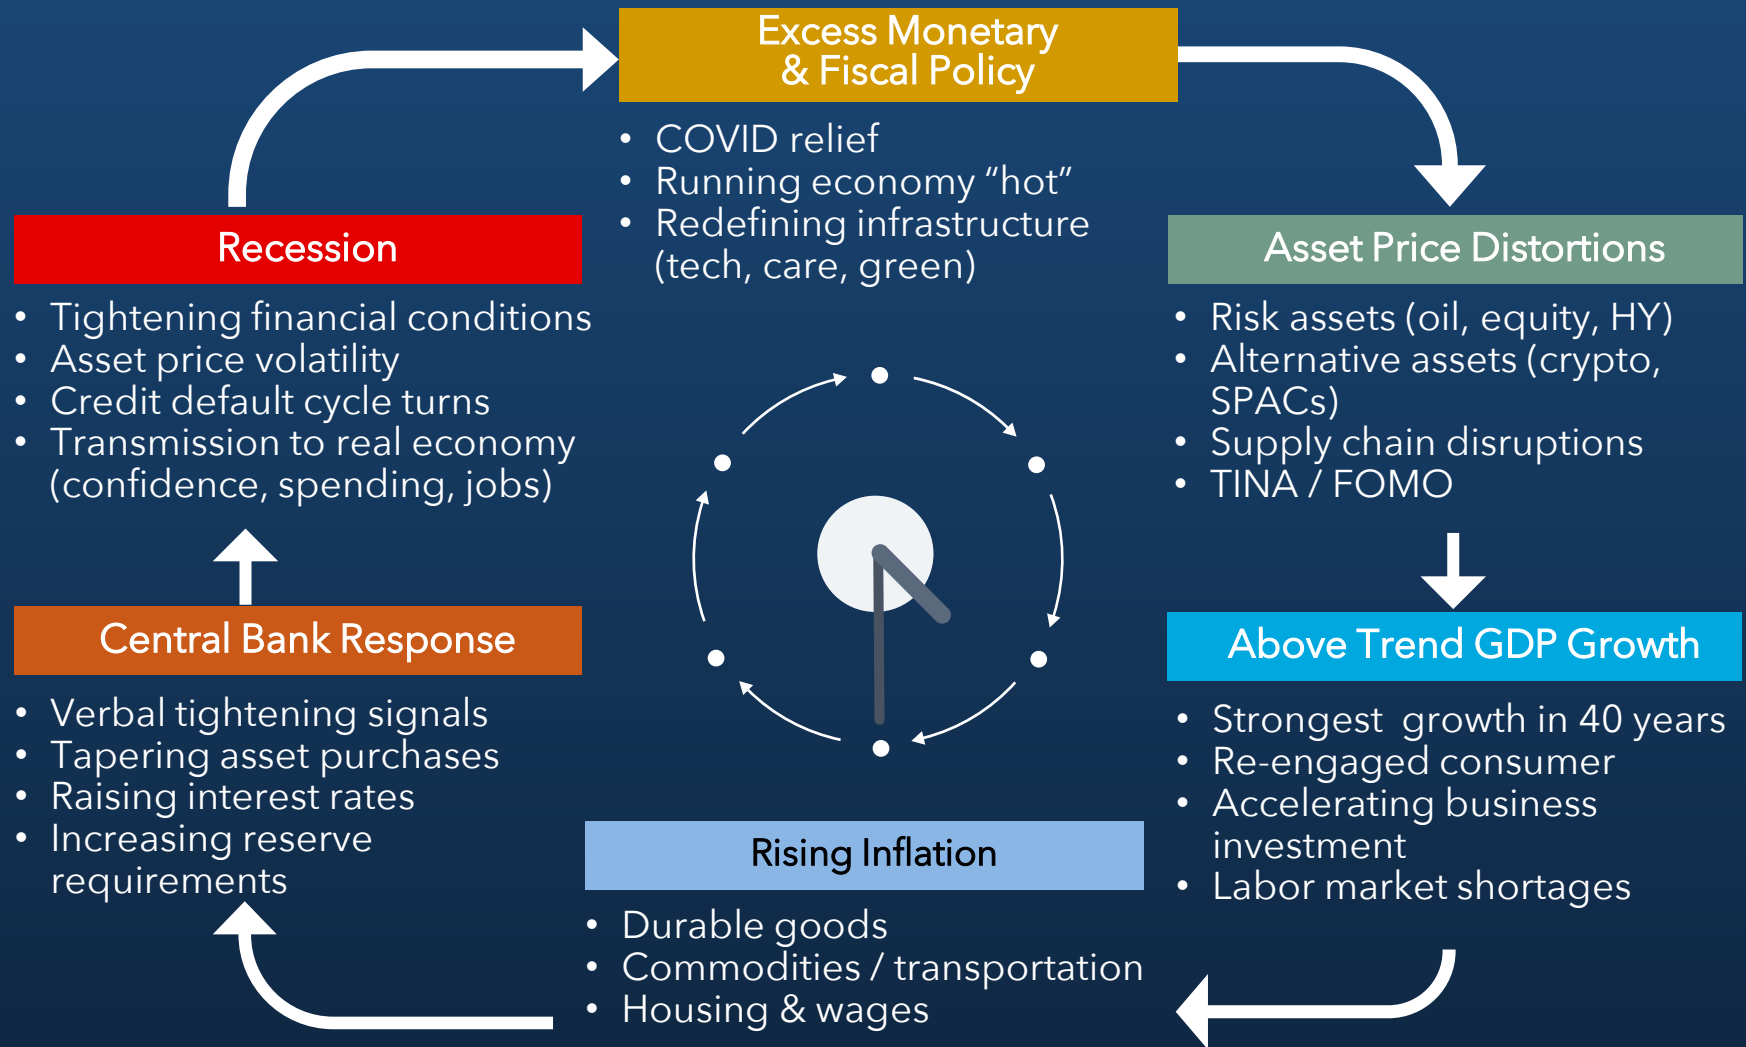 Excess Monetary
& Fiscal Policy
• COVID relief
• Running economy “hot”
• Redefining infrastructure
(tech, care, green)
Asset Price Distortions
• Risk assets (oil, equity, HY)
• Alternative assets (crypto,
SPACs)
• Supply chain disruptions
• TINA / FOMO
Above Trend GDP Growth
• Strongest growth in 40 years
• Re-engaged consumer
• Accelerating business
investment
• Labor market shortages
Rising Inflation
• Durable goods
• Commodities / transportation
• Housing & wages
Central Bank Response
• Verbal tightening signals
• Tapering asset purchases
• Raising interest rates
• Increasing reserve
requirements
Recession
• Tightening financial conditions
• Asset price volatility
• Credit default cycle turns
• Transmission to real economy
(confidence, spending, jobs)